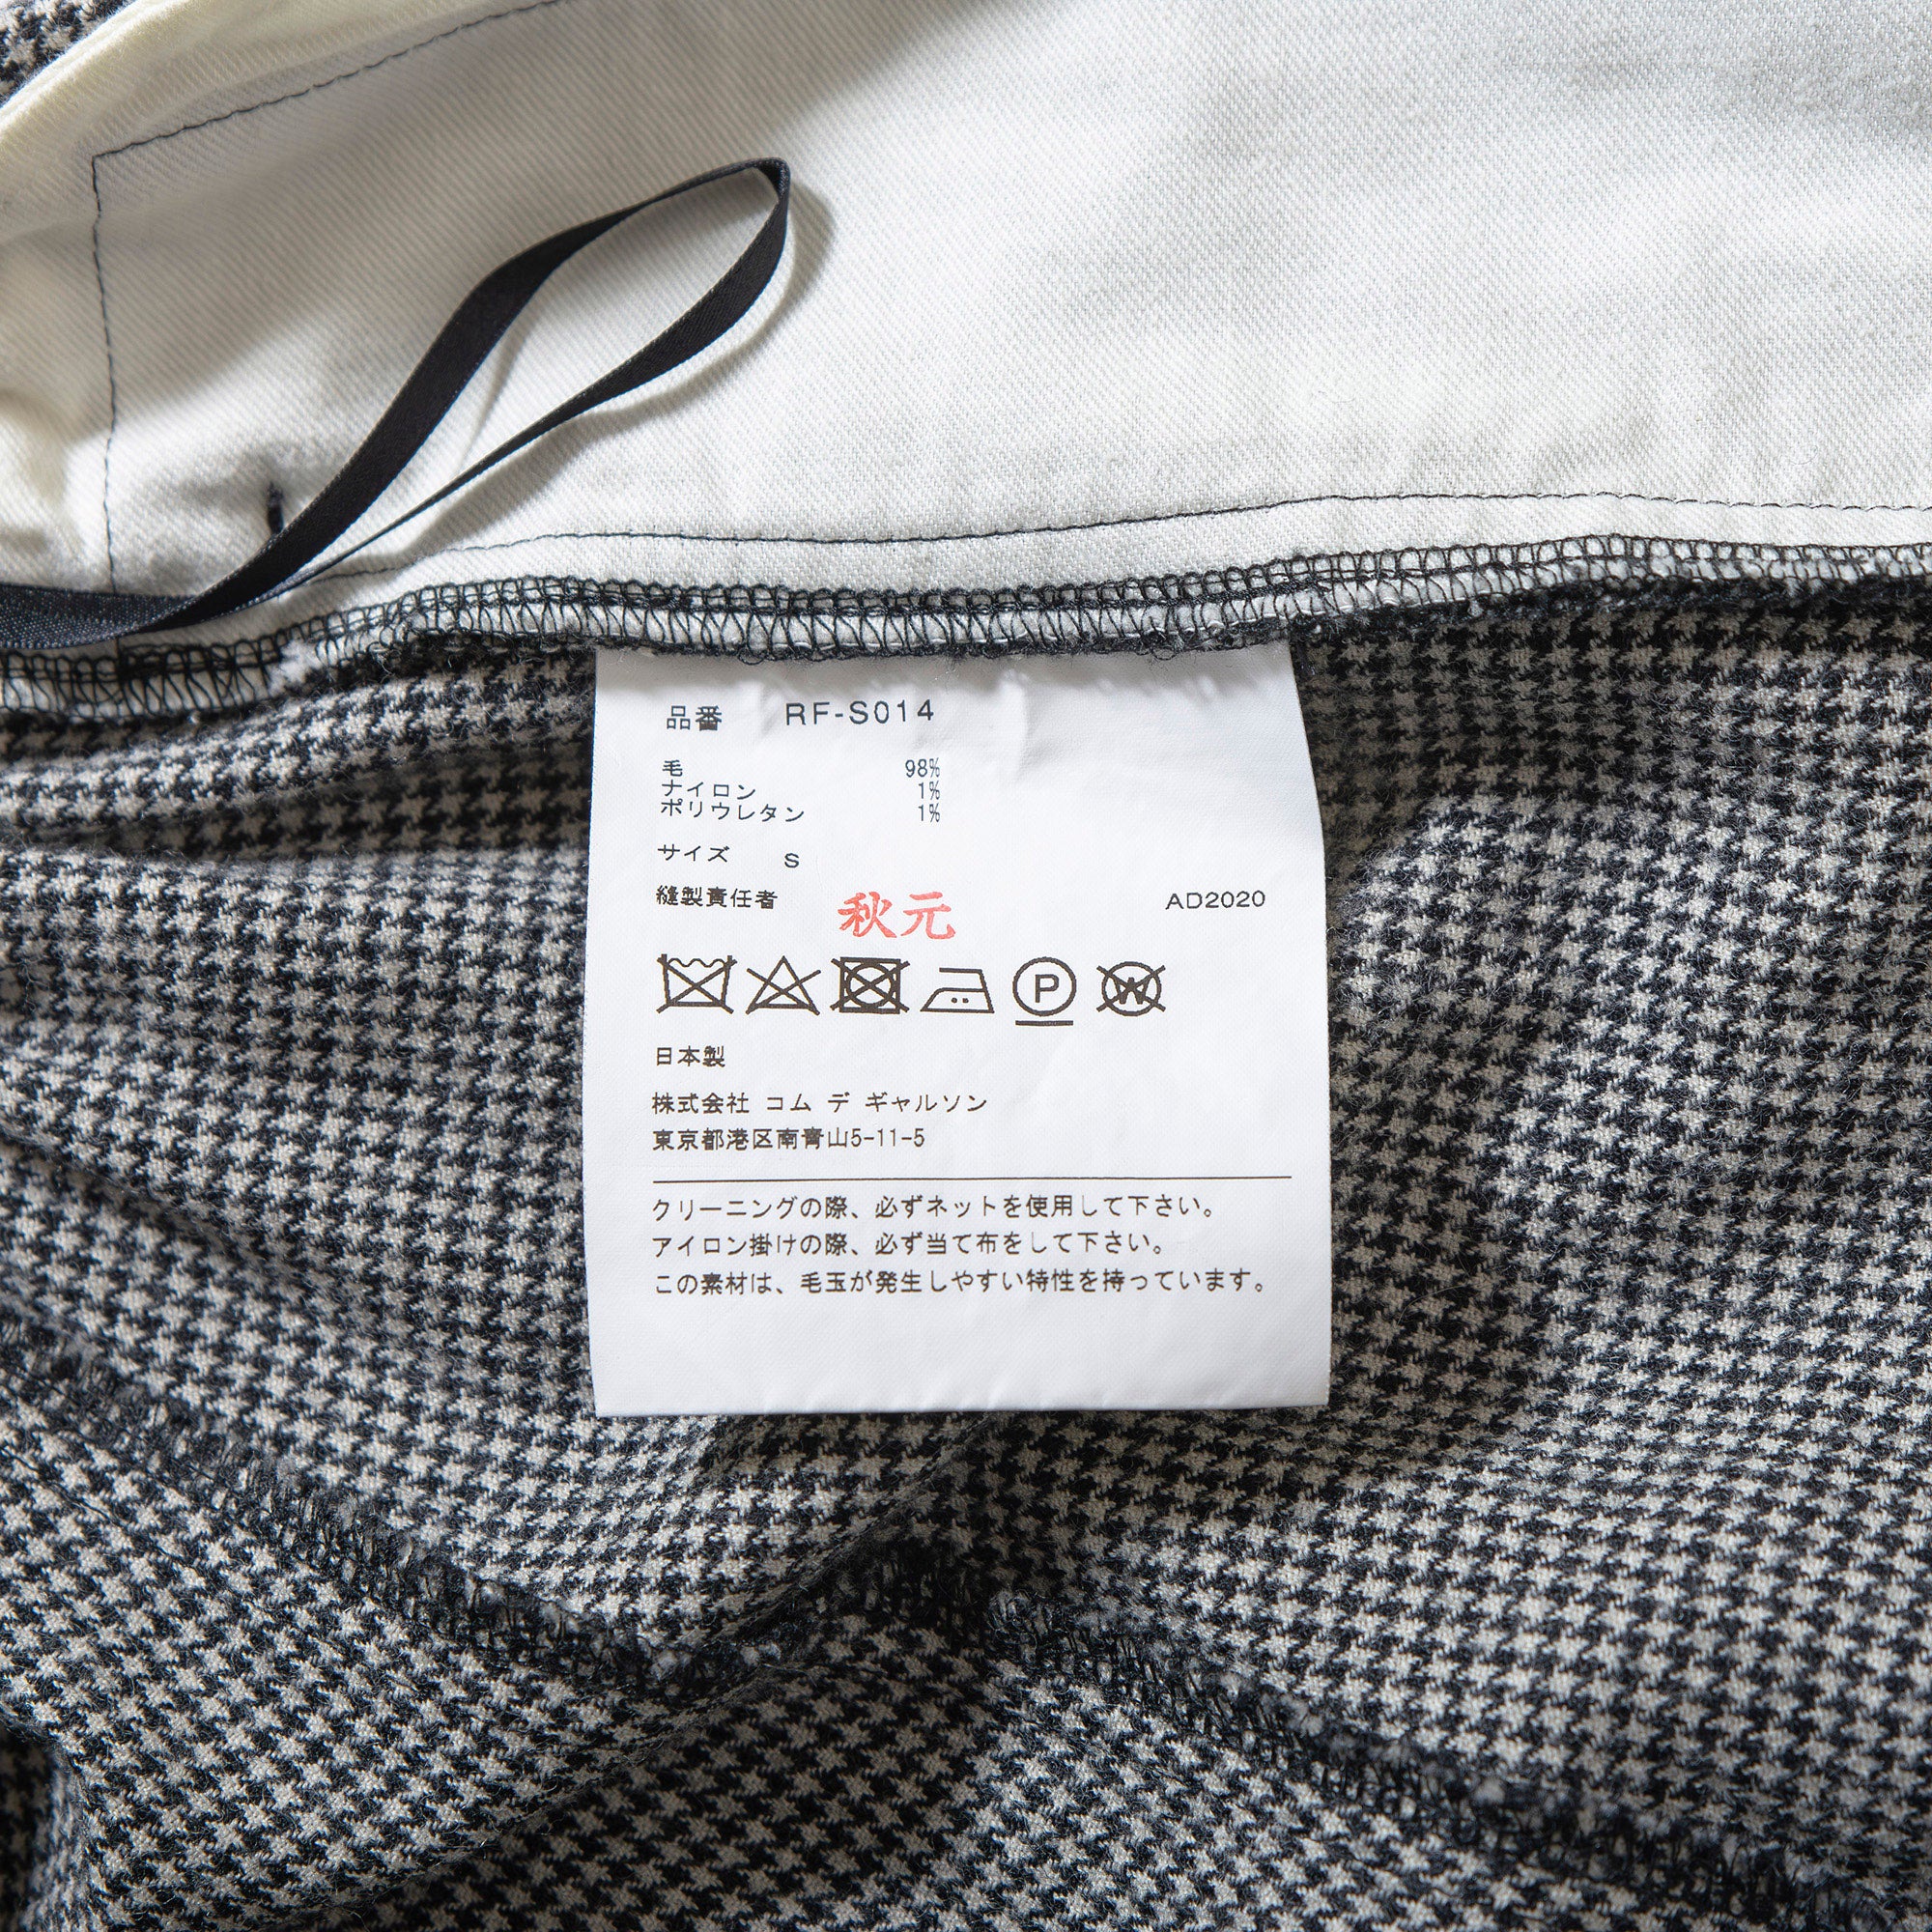 品番 RF-S014
毛 98%
ナイロン 1%
ポリウレタン 1%
サイズ S
縫製責任者 秋元 AD2020
P W
日本製
株式会社 コム デ ギャルソン
東京都港区南青山5-11-5
クリーニングの際、必ずネットを使用して下さい。
アイロン掛けの際、必ず当て布をして下さい。
この素材は、毛玉が発生しやすい特性を持っています。